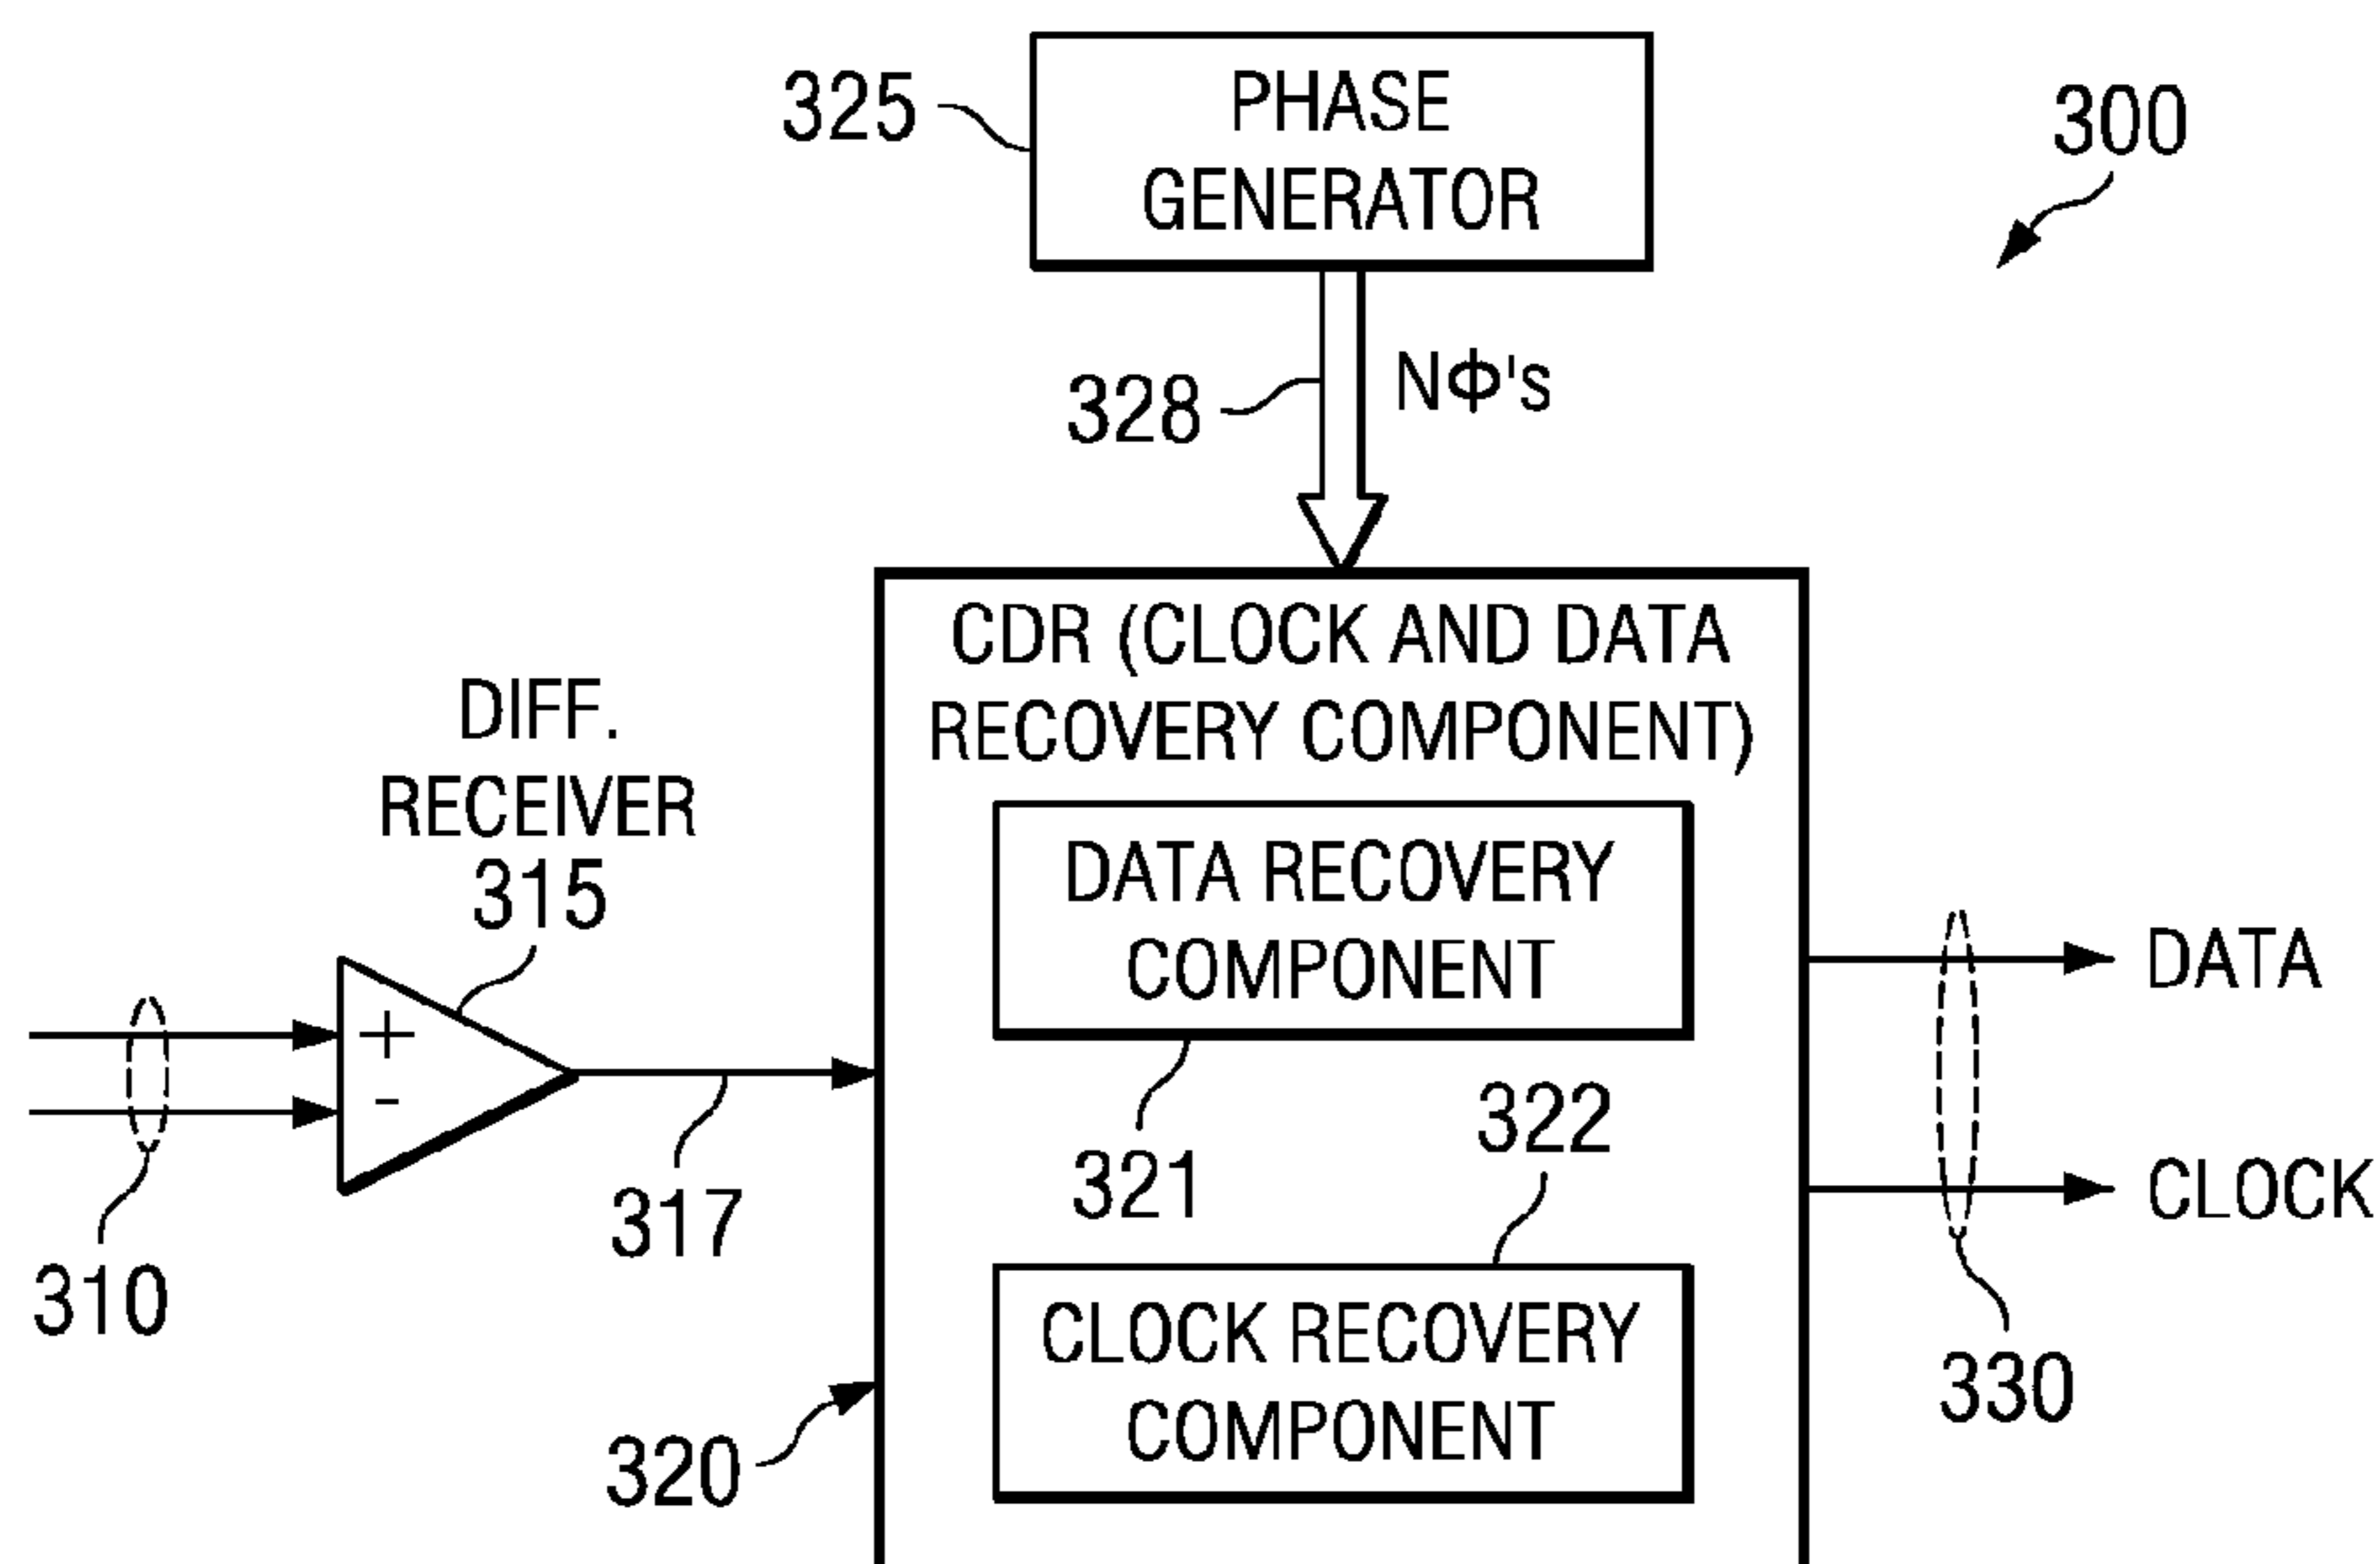 PHASE
GENERATOR
325
300
328
NΦ's
CDR (CLOCK AND DATA
RECOVERY COMPONENT)
DIFF.
RECEIVER
315
+
-
310
317
DATA RECOVERY
COMPONENT
321
322
CLOCK RECOVERY
COMPONENT
320
DATA
CLOCK
330